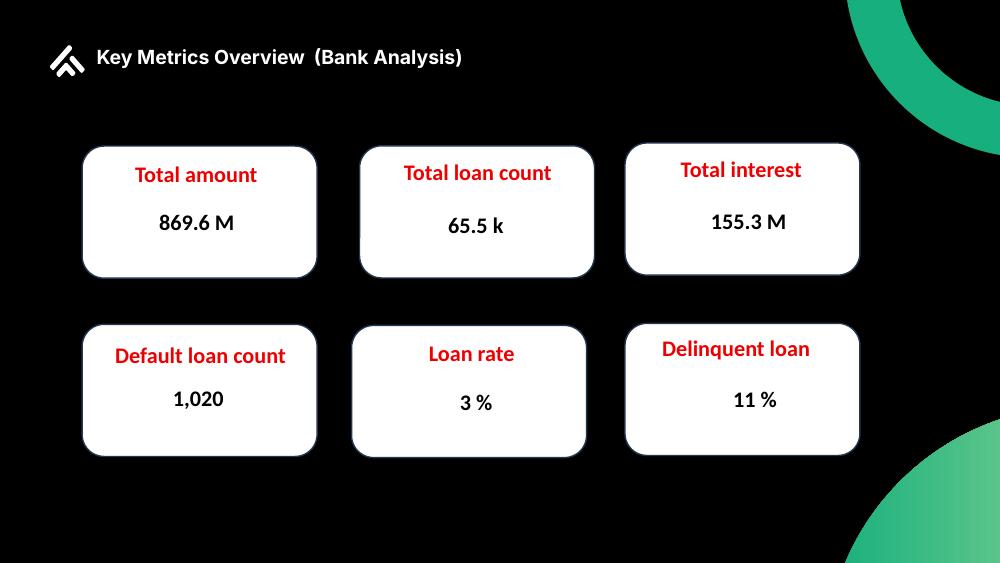 Key Metrics Overview (Bank Analysis)
Total amount
869.6 M
Total loan count
65.5 k
Total interest
155.3 M
Default loan count
1,020
Loan rate
3 %
Delinquent loan
11 %